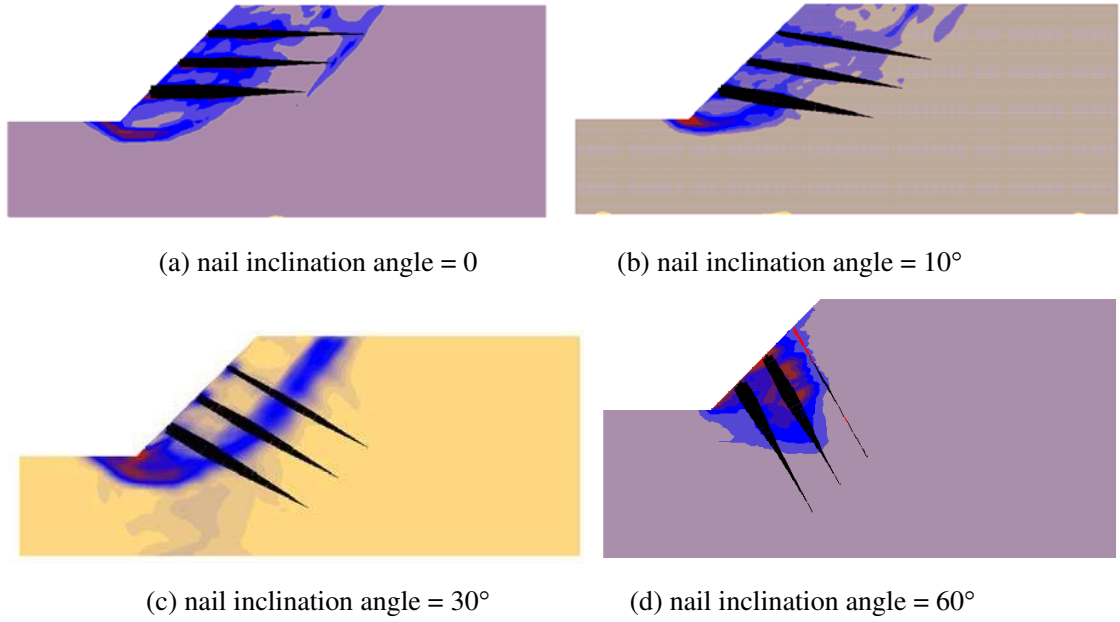 (a) nail inclination angle = 0
(b) nail inclination angle = 10°
(c) nail inclination angle = 30°
(d) nail inclination angle = 60°